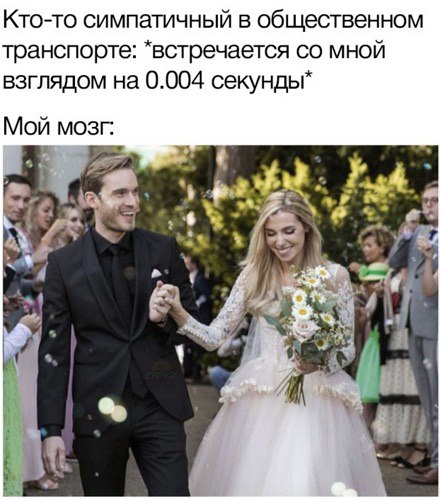 Кто-то симпатичный в общественном
транспорте: *встречается со мной
взглядом на 0.004 секунды*
Мой мозг: